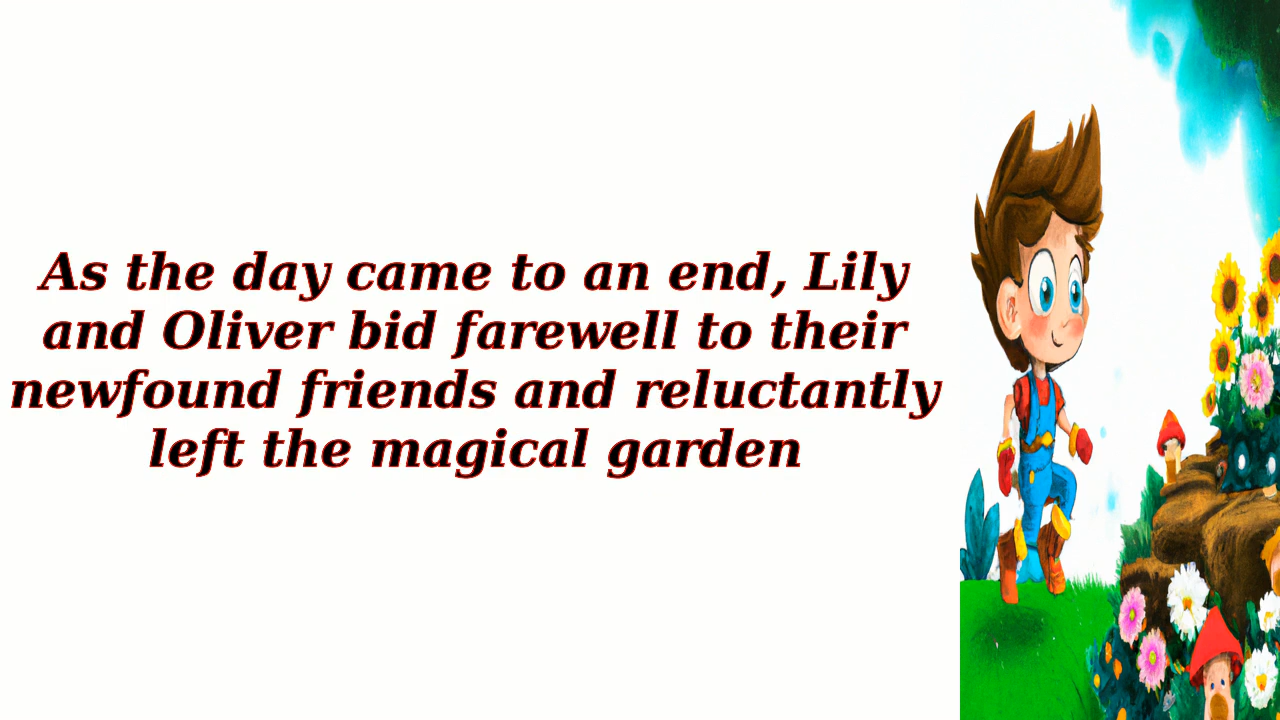 As the day came to an end, Lily
and Oliver bid farewell to their
newfound friends and reluctantly
left the magical garden